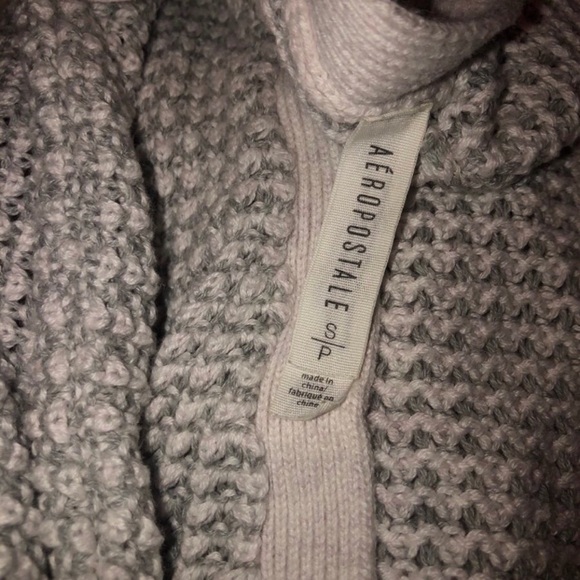 AÉROPOSTALE
S/P
made in
china/
fabriqué en
chine